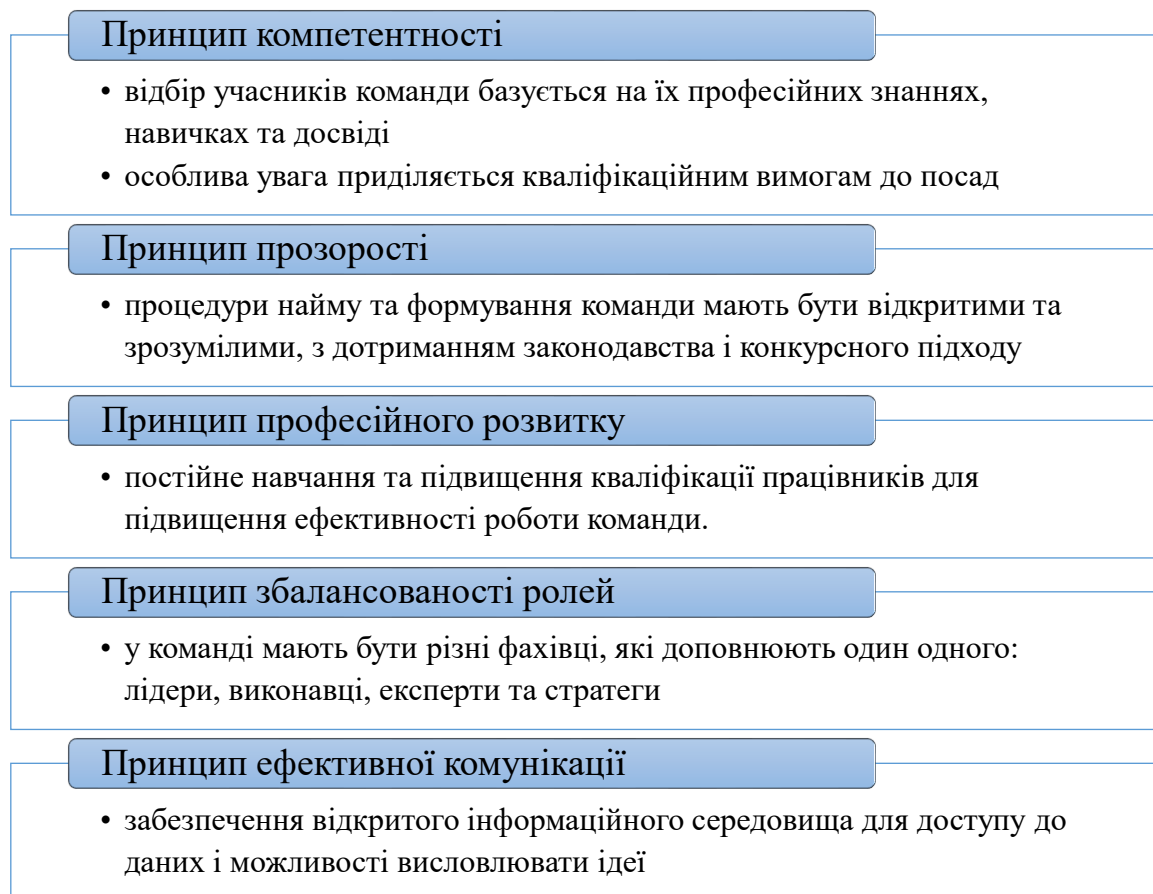 Принцип компетентності
• відбір учасників команди базується на їх професійних знаннях,
навичках та досвіді
• особлива увага приділяється кваліфікаційним вимогам до посад
Принцип прозорості
• процедури найму та формування команди мають бути відкритими та
зрозумілими, з дотриманням законодавства і конкурсного підходу
Принцип професійного розвитку
• постійне навчання та підвищення кваліфікації працівників для
підвищення ефективності роботи команди.
Принцип збалансованості ролей
• у команді мають бути різні фахівці, які доповнюють один одного:
лідери, виконавці, експерти та стратеги
Принцип ефективної комунікації
• забезпечення відкритого інформаційного середовища для доступу до
даних і можливості висловлювати ідеї